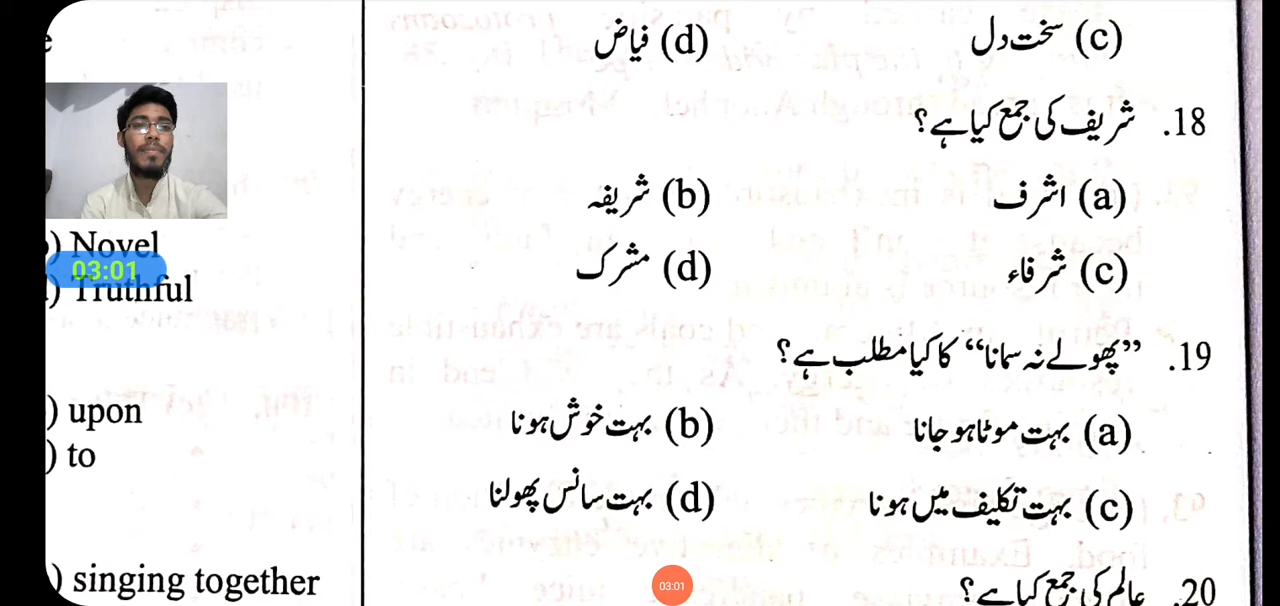 (c) سخت دل (d) فیاض
18. شریف کی جمع کیا ہے؟
(a) اشرف (b) شریفہ
(c) شرفاء (d) مشرک
19. ”پھولے نہ سمانا“ کا کیا مطلب ہے؟
(a) بہت موٹا ہو جانا (b) بہت خوش ہونا
(c) بہت تکلیف میں ہونا (d) بہت سانس پھولنا
20. عالم کی جمع کیا ہے؟
) Novel
03:01
) Truthful
) upon
) to
) singing together
03:01